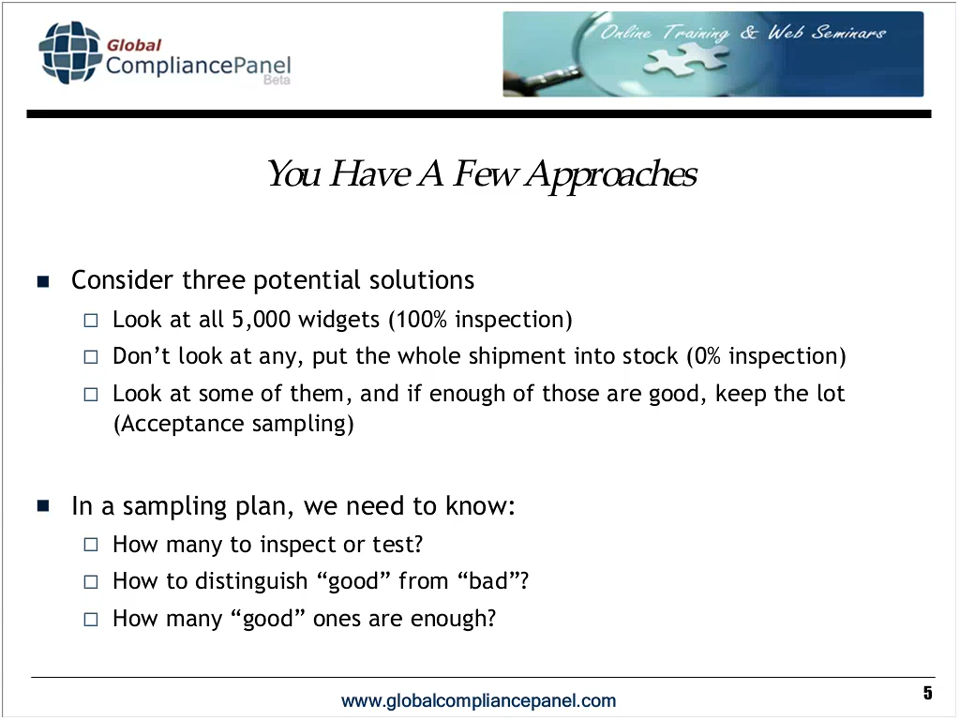 Global
CompliancePanel
Beta
Online Training & Web Seminars
You Have A Few Approaches
Consider three potential solutions
Look at all 5,000 widgets (100% inspection)
Don’t look at any, put the whole shipment into stock (0% inspection)
Look at some of them, and if enough of those are good, keep the lot
(Acceptance sampling)
In a sampling plan, we need to know:
How many to inspect or test?
How to distinguish “good” from “bad”?
How many “good” ones are enough?
www.globalcompliancepanel.com
5